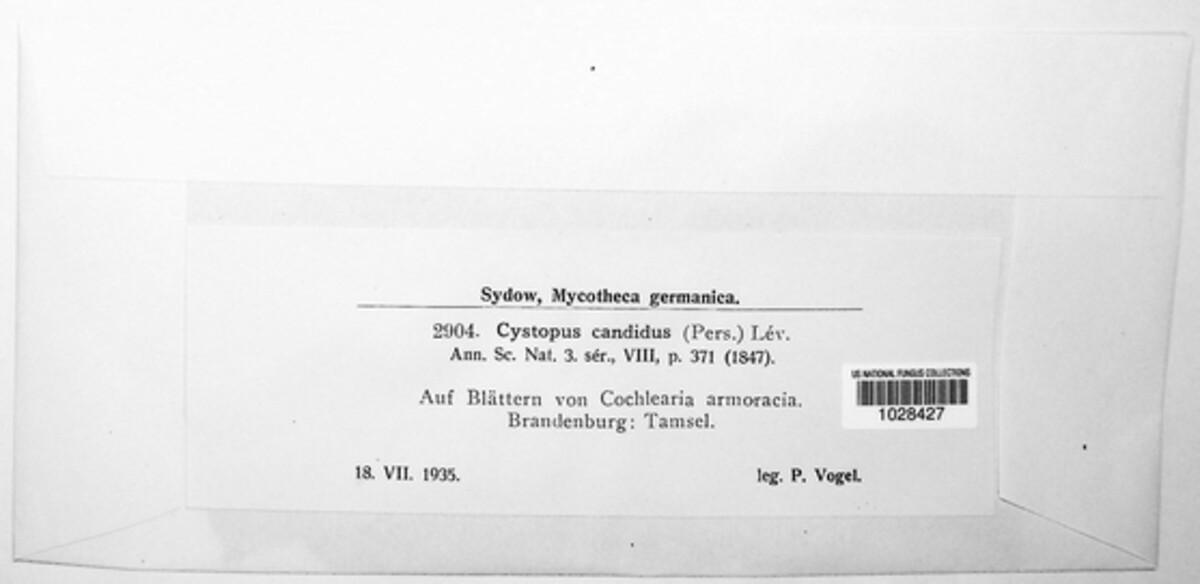 Sydow, Mycotheca germanica.
2904. Cystopus candidus (Pers.) Lév.
Ann. Sc. Nat. 3. sér., VIII, p. 371 (1847).
US NATIONAL FUNGUS COLLECTIONS
1028427
Auf Blättern von Cochlearia armoracia.
Brandenburg: Tamsel.
18. VII. 1935. leg. P. Vogel.